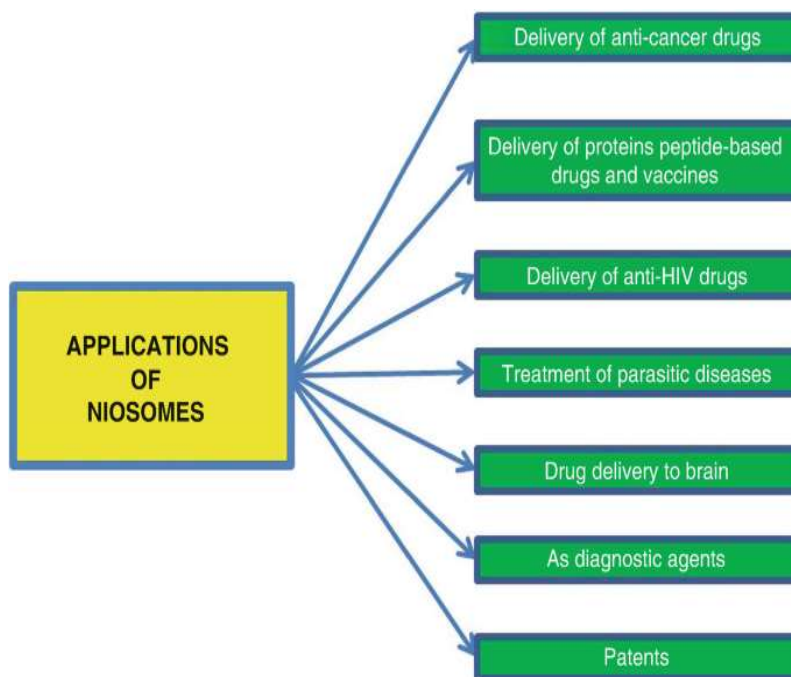 Delivery of anti-cancer drugs
Delivery of proteins peptide-based
drugs and vaccines
Delivery of anti-HIV drugs
APPLICATIONS
OF
NIOSOMES
Treatment of parasitic diseases
Drug delivery to brain
As diagnostic agents
Patents